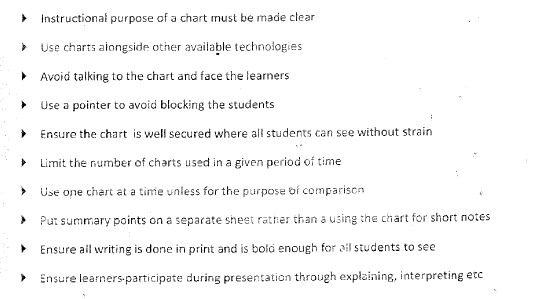 Instructional purpose of a chart must be made clear
Use charts alongside other available technologies
Avoid talking to the chart and face the learners
Use a pointer to avoid blocking the students
Ensure the chart is well secured where all students can see without strain
Limit the number of charts used in a given period of time
Use one chart at a time unless for the purpose of comparison
Put summary points on a separate sheet rather than a using the chart for short notes
Ensure all writing is done in print and is bold enough for all students to see
Ensure learners participate during presentation through explaining, interpreting etc